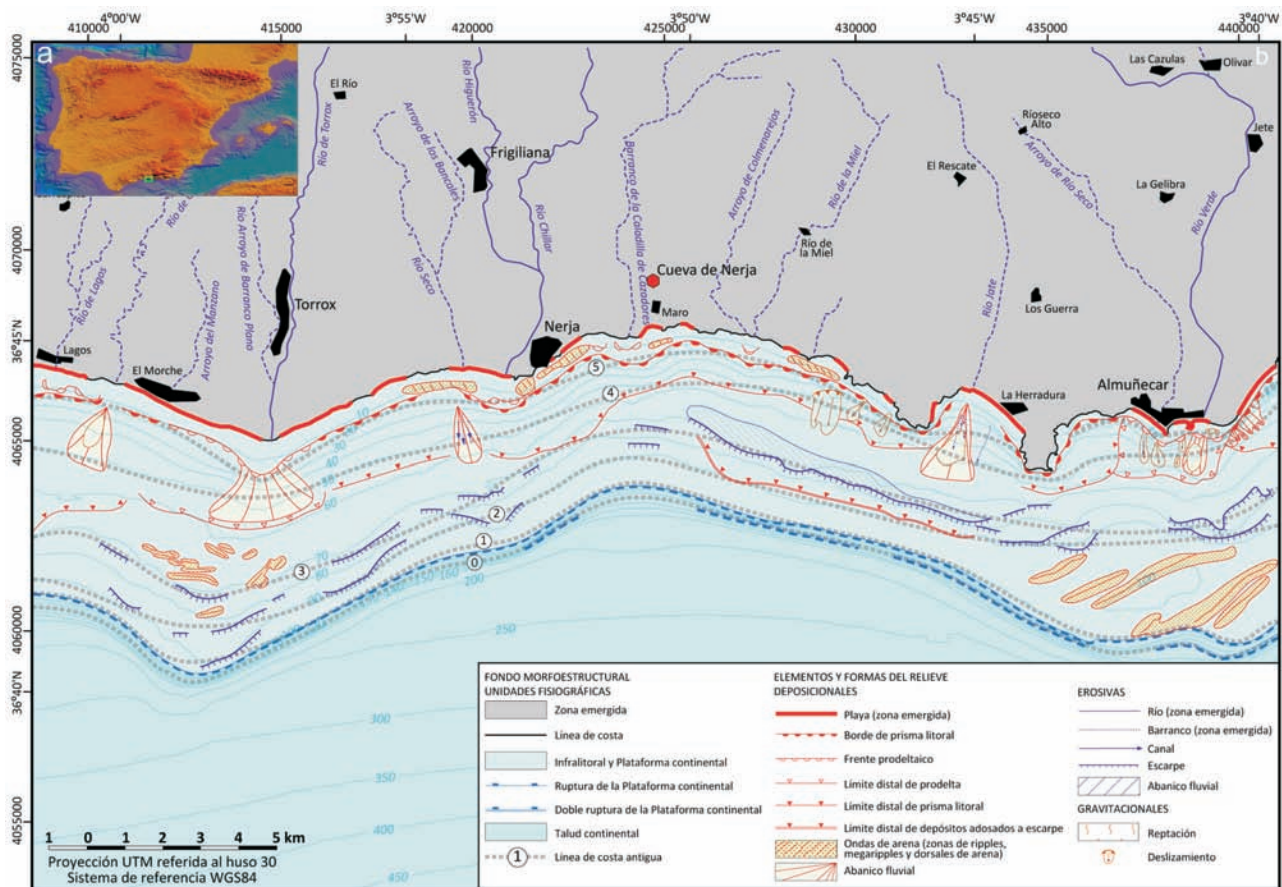 a
b
4°00'W
3°55'W
3°50'W
3°45'W
3°40'W
410000
415000
420000
425000
430000
435000
440000
4075000
4070000
36°45'N
4065000
4060000
36°40'N
4055000
El Río
Río de Torrox
Río Higuerón
Arroyo de los Bancales
Frigiliana
Río Chillar
Barranco de la Caladilla de Cazadores
Arroyo de Colmenarejos
Río de la Miel
Las Cazulas
Olivar
Ríoseco
Alto
Jete
El Rescate
Arroyo de Río Seco
La Gelibra
Río Verde
Río Arroyo de Barranco Plano
Río Seco
Río de
la Miel
Río de Lagos
Arroyo del Manzano
Torrox
Cueva de Nerja
Maro
Río Jate
Los Guerra
Nerja
Lagos
El Morche
La Herradura
Almuñecar
5
4
2
1
0
3
10
30
40
50
60
70
80
150
160
200
250
300
350
400
450
100
1 0 1 2 3 4 5 km
Proyección UTM referida al huso 30
Sistema de referencia WGS84
FONDO MORFOESTRUCTURAL
UNIDADES FISIOGRÁFICAS
Zona emergida
Línea de costa
Infralitoral y Plataforma continental
Ruptura de la Plataforma continental
Doble ruptura de la Plataforma continental
Talud continental
1 Línea de costa antigua
ELEMENTOS Y FORMAS DEL RELIEVE
DEPOSICIONALES
Playa (zona emergida)
Borde de prisma litoral
Frente prodeltaico
Límite distal de prodelta
Límite distal de prisma litoral
Límite distal de depósitos adosados a escarpe
Ondas de arena (zonas de ripples,
megaripples y dorsales de arena)
Abanico fluvial
EROSIVAS
Río (zona emergida)
Barranco (zona emergida)
Canal
Escarpe
Abanico fluvial
GRAVITACIONALES
Reptación
Deslizamiento